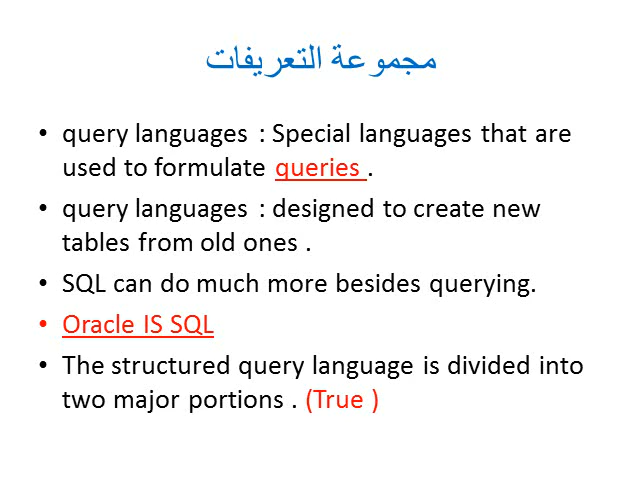 مجموعة التعريفات
• query languages : Special languages that are
used to formulate queries .
• query languages : designed to create new
tables from old ones .
• SQL can do much more besides querying.
• Oracle IS SQL
• The structured query language is divided into
two major portions . (True )